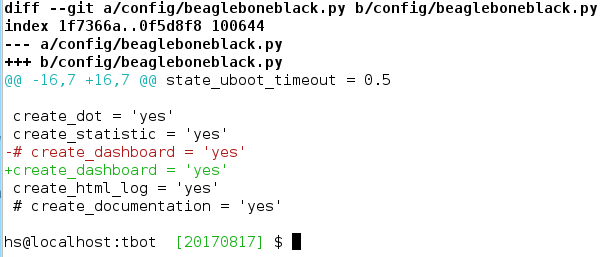 diff --git a/config/beagleboneblack.py b/config/beagleboneblack.py
index 1f7366a..0f5d8f8 100644
--- a/config/beagleboneblack.py
+++ b/config/beagleboneblack.py
@@ -16,7 +16,7 @@ state_uboot_timeout = 0.5
 create_dot = 'yes'
 create_statistic = 'yes'
-# create_dashboard = 'yes'
+create_dashboard = 'yes'
 create_html_log = 'yes'
 # create_documentation = 'yes'
hs@localhost:tbot  [20170817] $